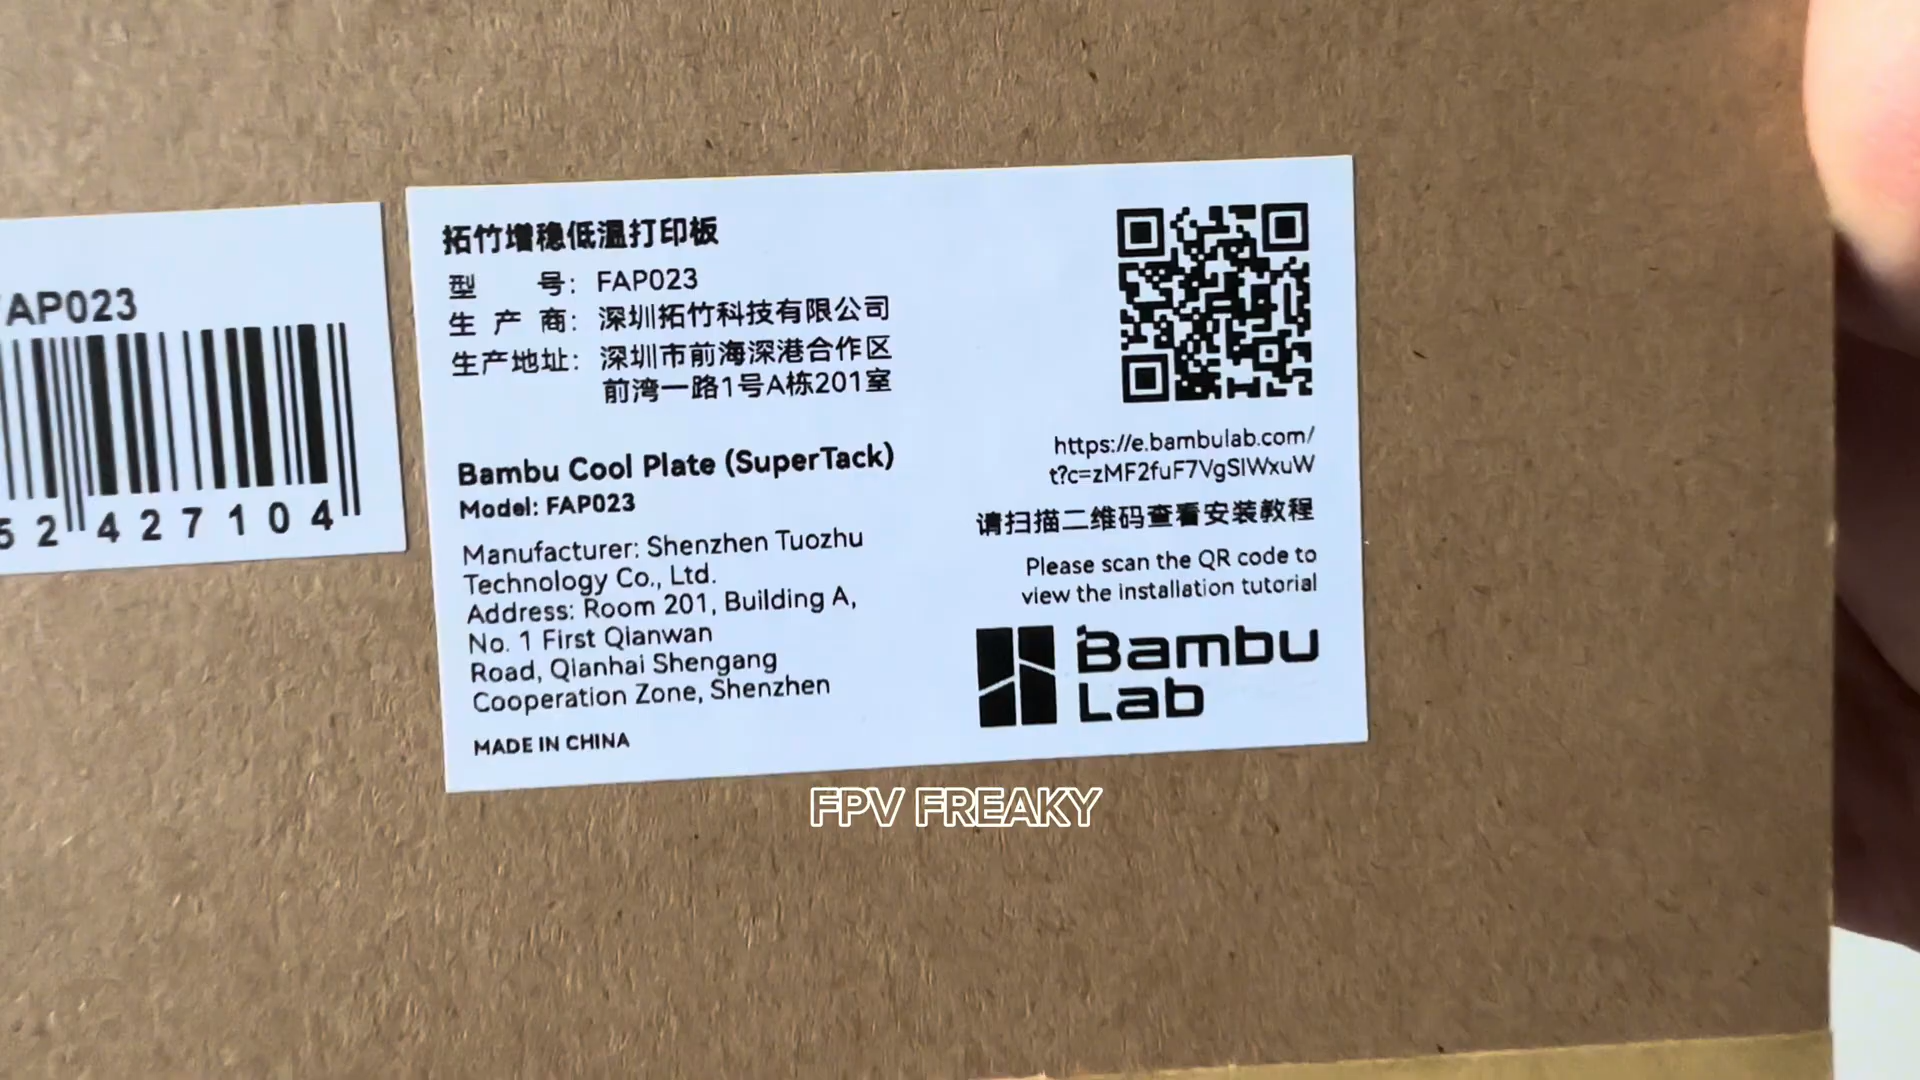 FAP023
52 427104
拓竹增稳低温打印板
型 号：FAP023
生 产 商：深圳拓竹科技有限公司
生产地址：深圳市前海深港合作区
前湾一路1号A栋201室
Bambu Cool Plate (SuperTack)
Model: FAP023
Manufacturer: Shenzhen Tuozhu
Technology Co., Ltd.
Address: Room 201, Building A,
No. 1 First Qianwan
Road, Qianhai Shengang
Cooperation Zone, Shenzhen
MADE IN CHINA
https://e.bambulab.com/
t?c=zMF2fuF7VgSIWxuW
请扫描二维码查看安装教程
Please scan the QR code to
view the installation tutorial
Bambu
Lab
FPV FREAKY